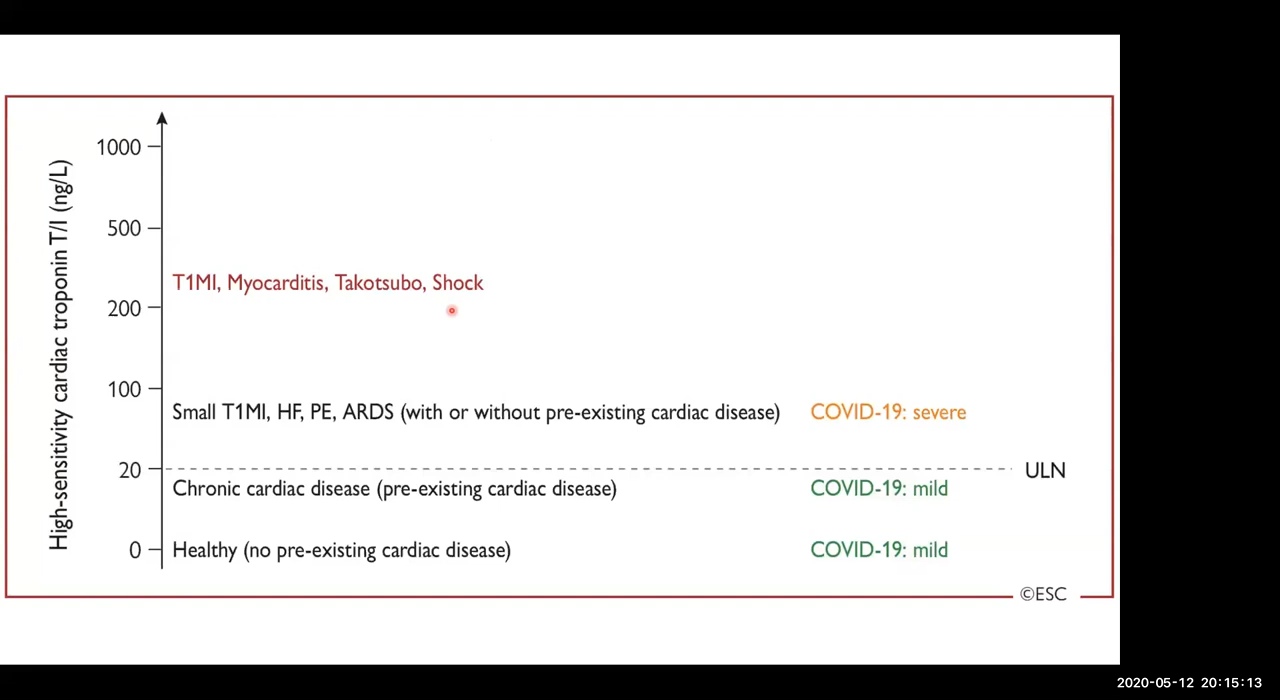 High-sensitivity cardiac troponin T/I (ng/L)
1000
500
T1MI, Myocarditis, Takotsubo, Shock
200
100
Small T1MI, HF, PE, ARDS (with or without pre-existing cardiac disease) COVID-19: severe
20 ULN
Chronic cardiac disease (pre-existing cardiac disease) COVID-19: mild
0 Healthy (no pre-existing cardiac disease) COVID-19: mild
©ESC
2020-05-12 20:15:13